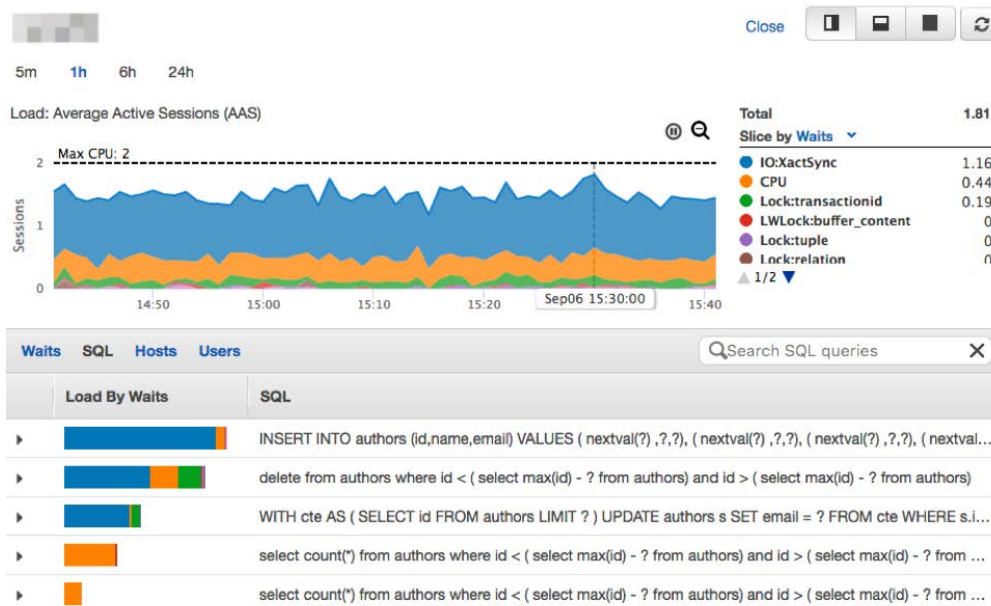 Close
5m 1h 6h 24h
Load: Average Active Sessions (AAS)
Total 1.81
Slice by Waits
Max CPU: 2
2
1
0
Sessions
IO:XactSync 1.16
CPU 0.44
Lock:transactionid 0.19
LWLock:buffer_content 0
Lock:tuple 0
Lock:relation 0
1/2
14:50 15:00 15:10 15:20 Sep06 15:30:00 15:40
Waits SQL Hosts Users
Search SQL queries
Load By Waits SQL
INSERT INTO authors (id,name,email) VALUES ( nextval(?) ,?,?), ( nextval(?) ,?,?), ( nextval(?) ,?,?), ( nextval...
delete from authors where id < ( select max(id) - ? from authors) and id > ( select max(id) - ? from authors)
WITH cte AS ( SELECT id FROM authors LIMIT ? ) UPDATE authors s SET email = ? FROM cte WHERE s.i...
select count(*) from authors where id < ( select max(id) - ? from authors) and id > ( select max(id) - ? from ...
select count(*) from authors where id < ( select max(id) - ? from authors) and id > ( select max(id) - ? from ...